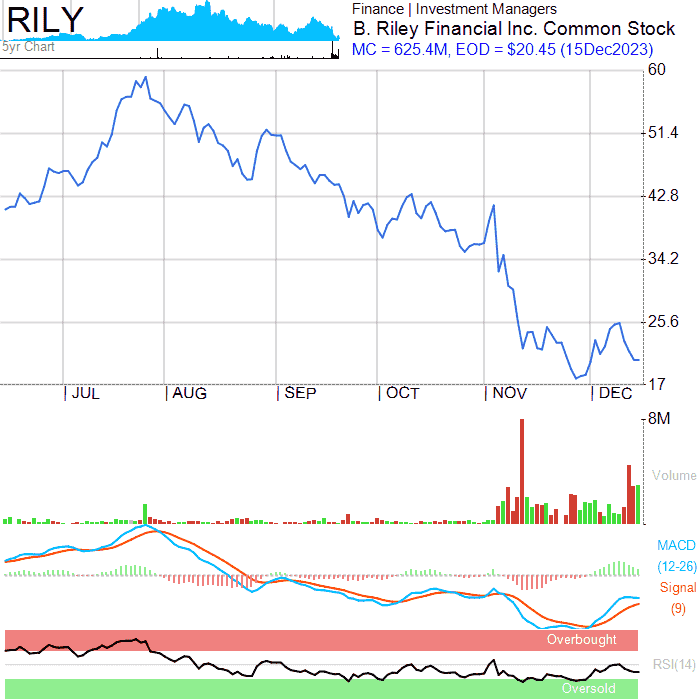 RILY
5yr Chart
Finance | Investment Managers
B. Riley Financial Inc. Common Stock
MC = 625.4M, EOD = $20.45 (15Dec2023)
60
51.4
42.8
34.2
25.6
17
JUL AUG SEP OCT NOV DEC
8M
Volume
MACD
(12-26)
Signal
(9)
Overbought
RSI(14)
Oversold